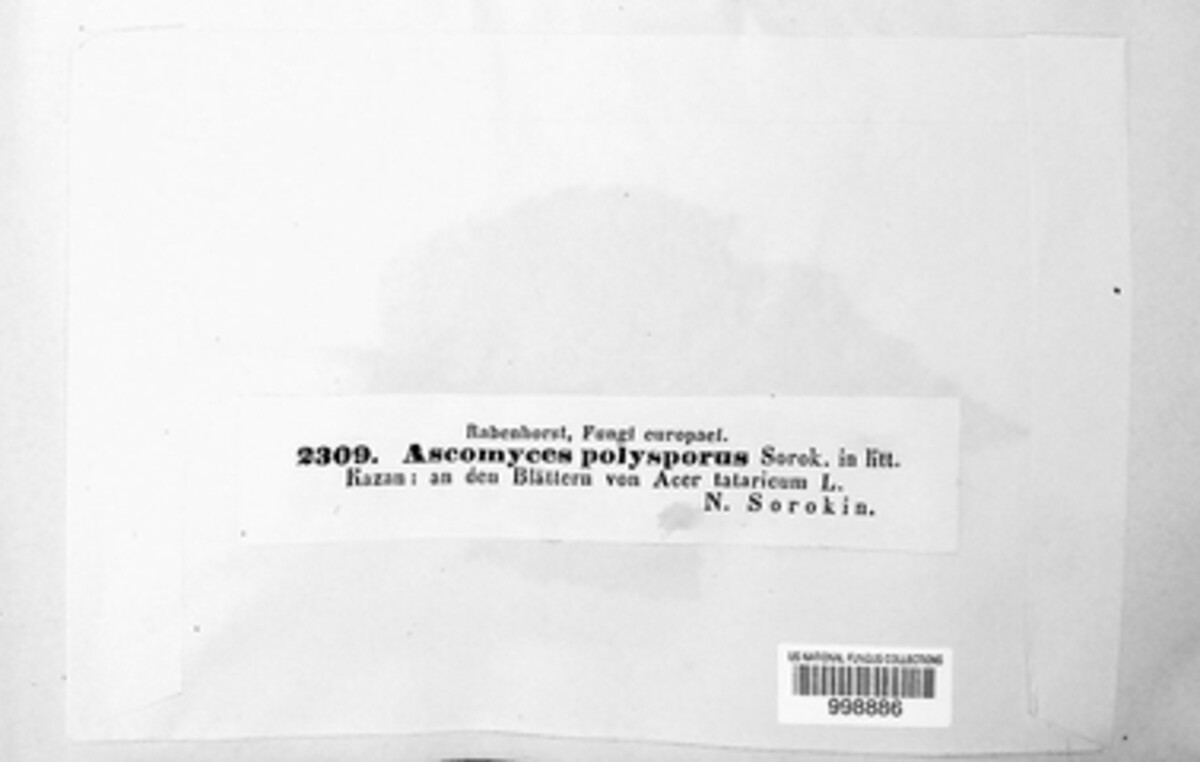 Rabenhorst, Fungi europaei.
2309. Ascomyces polysporus Sorok. in litt.
Kazan: an den Blättern von Acer tataricum L.
N. Sorokin.
US NATIONAL FUNGUS COLLECTIONS
998886